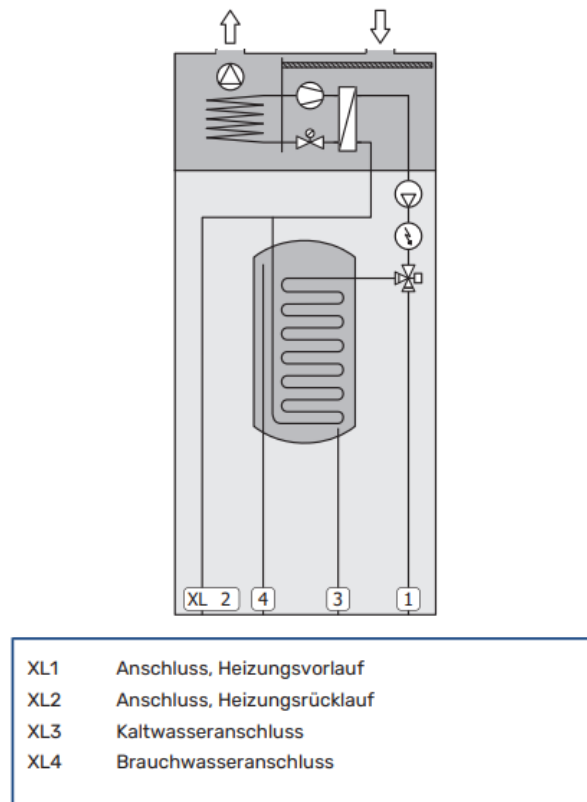 XL 2 4 3 1
XL1 Anschluss, Heizungsvorlauf
XL2 Anschluss, Heizungsrücklauf
XL3 Kaltwasseranschluss
XL4 Brauchwasseranschluss